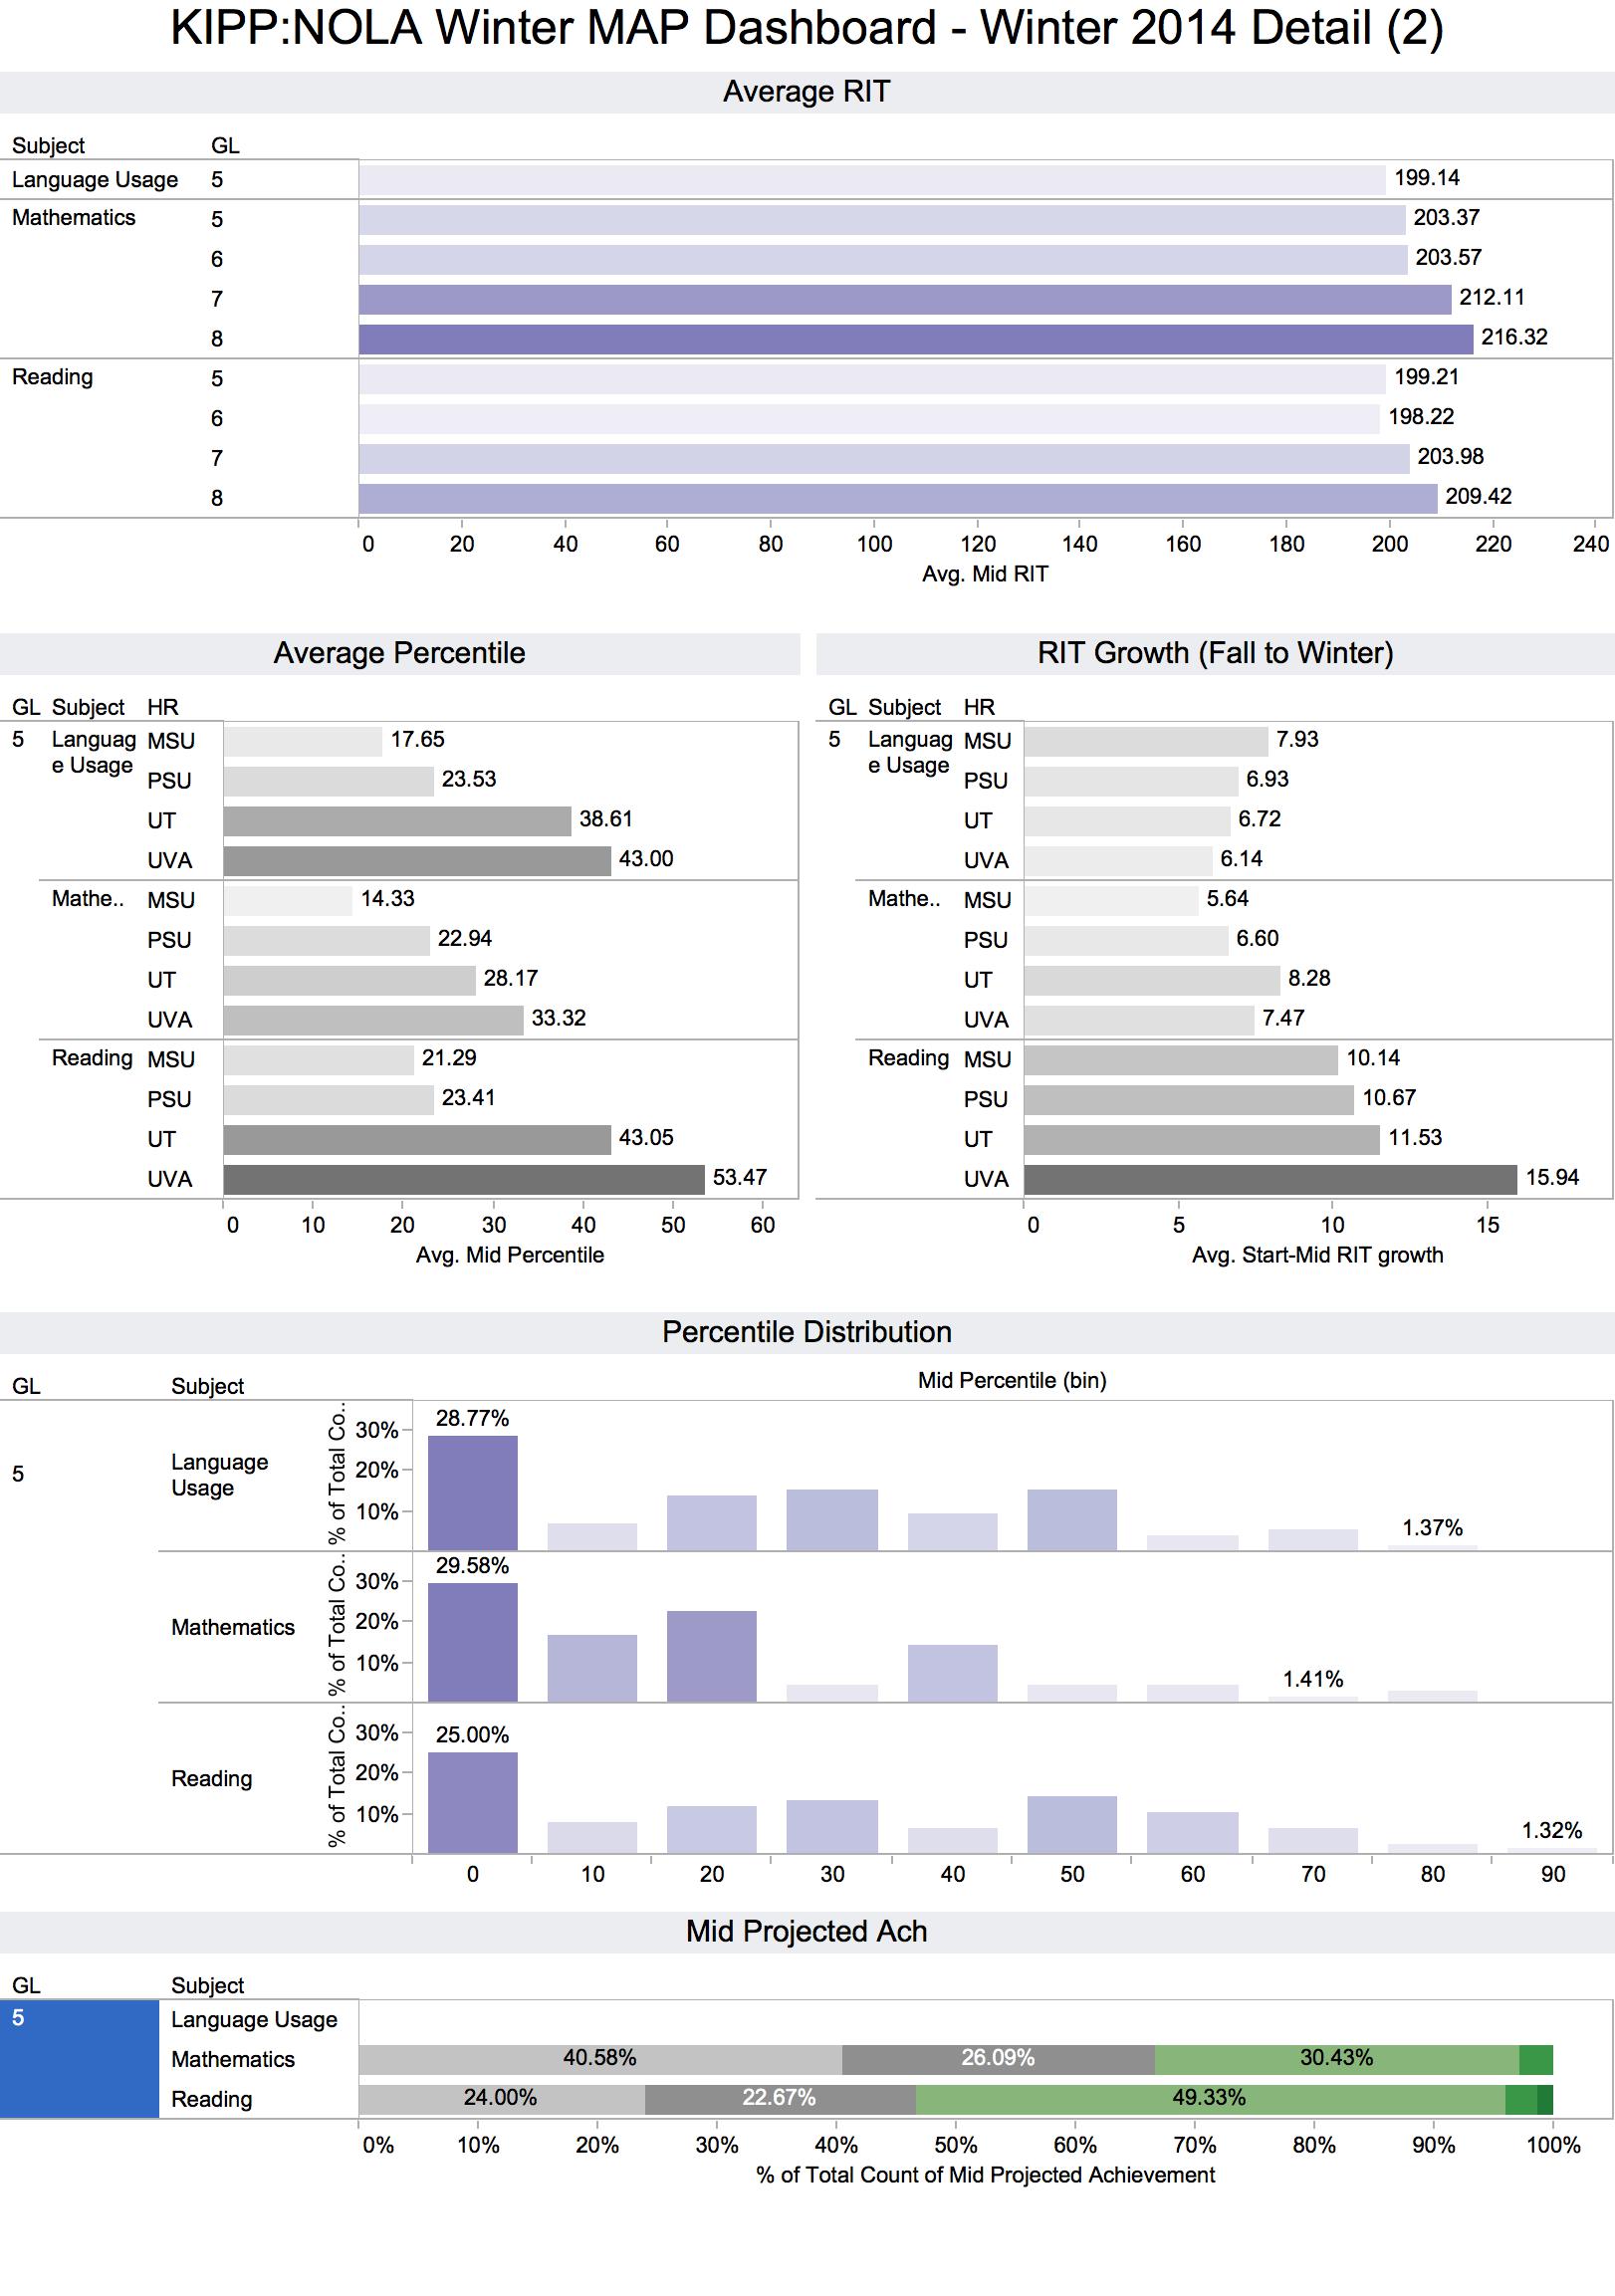 KIPP:NOLA Winter MAP Dashboard - Winter 2014 Detail (2)
Average RIT
Subject GL
Language Usage 5 199.14
Mathematics 5 203.37
6 203.57
7 212.11
8 216.32
Reading 5 199.21
6 198.22
7 203.98
8 209.42
0 20 40 60 80 100 120 140 160 180 200 220 240
Avg. Mid RIT
Average Percentile
GL Subject HR
5 Languag MSU 17.65
e Usage PSU 23.53
UT 38.61
UVA 43.00
Mathe.. MSU 14.33
PSU 22.94
UT 28.17
UVA 33.32
Reading MSU 21.29
PSU 23.41
UT 43.05
UVA 53.47
0 10 20 30 40 50 60
Avg. Mid Percentile
RIT Growth (Fall to Winter)
GL Subject HR
5 Languag MSU 7.93
e Usage PSU 6.93
UT 6.72
UVA 6.14
Mathe.. MSU 5.64
PSU 6.60
UT 8.28
UVA 7.47
Reading MSU 10.14
PSU 10.67
UT 11.53
UVA 15.94
0 5 10 15
Avg. Start-Mid RIT growth
Percentile Distribution
GL Subject Mid Percentile (bin)
5 Language
Usage
% of Total Co..
30%
20%
10%
28.77%
1.37%
Mathematics
% of Total Co..
30%
20%
10%
29.58%
1.41%
Reading
% of Total Co..
30%
20%
10%
25.00%
1.32%
0 10 20 30 40 50 60 70 80 90
Mid Projected Ach
GL Subject
5 Language Usage
Mathematics 40.58% 26.09% 30.43%
Reading 24.00% 22.67% 49.33%
0% 10% 20% 30% 40% 50% 60% 70% 80% 90% 100%
% of Total Count of Mid Projected Achievement